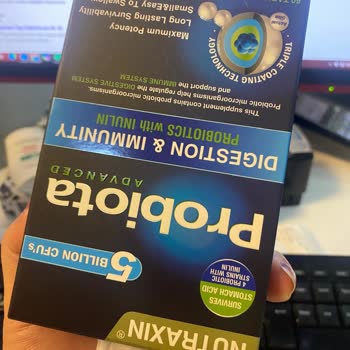 NUTRAXIN®
SURVIVES
STOMACH ACID
4 PROBIOTIC
STRAINS WITH
INULIN
5 BILLION CFU's
Probiota
ADVANCED
DIGESTION & IMMUNITY
PROBIOTICS with INULIN
This supplement contains probiotic microorganisms.
Probiotic microorganisms help regulate the DIGESTIVE SYSTEM
and support the IMMUNE SYSTEM
TRIPLE COATING TECHNOLOGY
Maximum Potency
Long Lasting Survivability
Small&Easy To Swallow